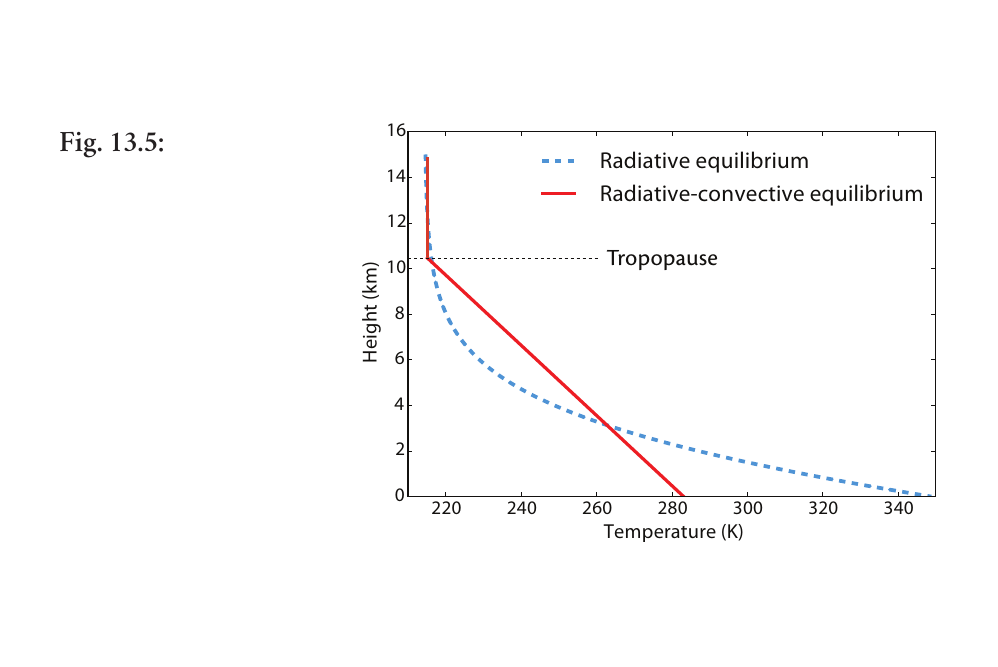 Fig. 13.5:
16
14
12
10
8
6
4
2
0
Height (km)
Radiative equilibrium
Radiative-convective equilibrium
Tropopause
220 240 260 280 300 320 340
Temperature (K)